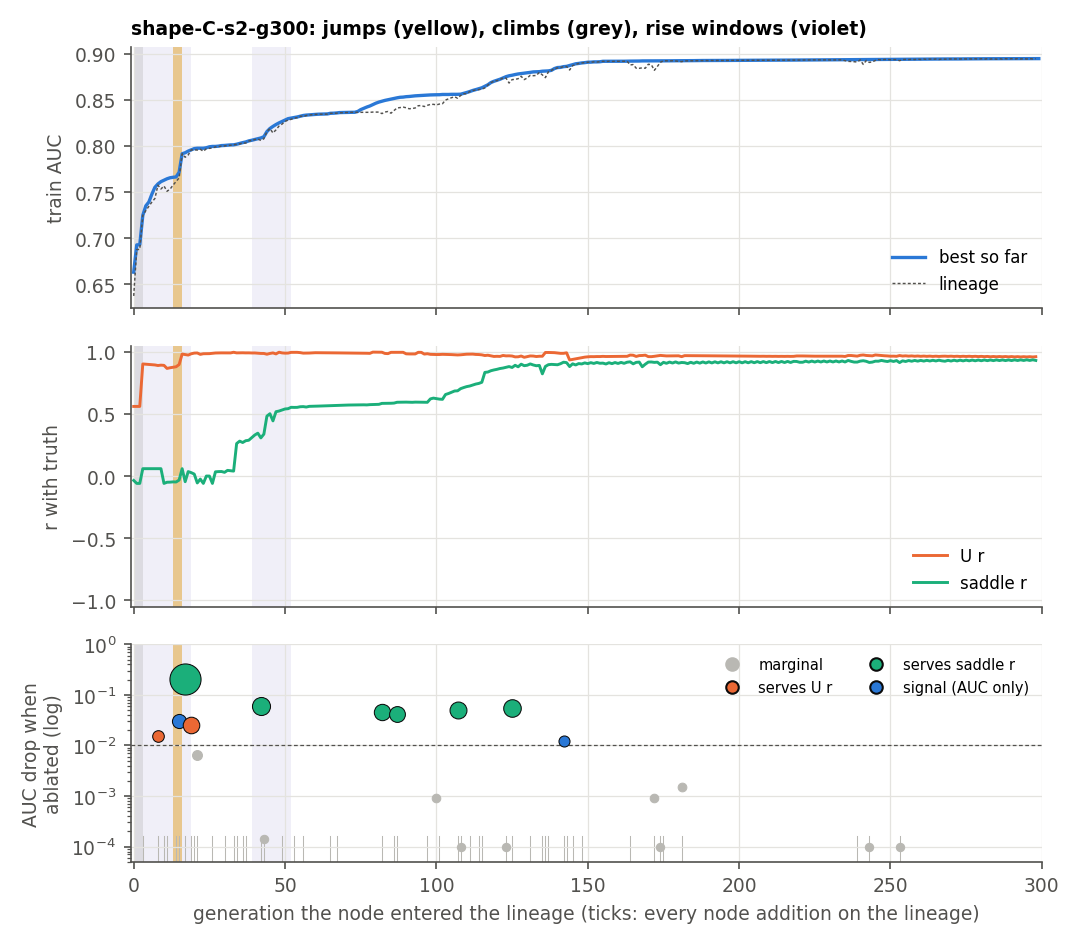 shape-C-s2-g300: jumps (yellow), climbs (grey), rise windows (violet)
0.90
0.85
0.80
0.75
0.70
0.65
train AUC
best so far
lineage
1.0
0.5
0.0
−0.5
−1.0
r with truth
U r
saddle r
10⁰
10⁻¹
10⁻²
10⁻³
10⁻⁴
AUC drop when
ablated (log)
marginal
serves U r
serves saddle r
signal (AUC only)
0 50 100 150 200 250 300
generation the node entered the lineage (ticks: every node addition on the lineage)